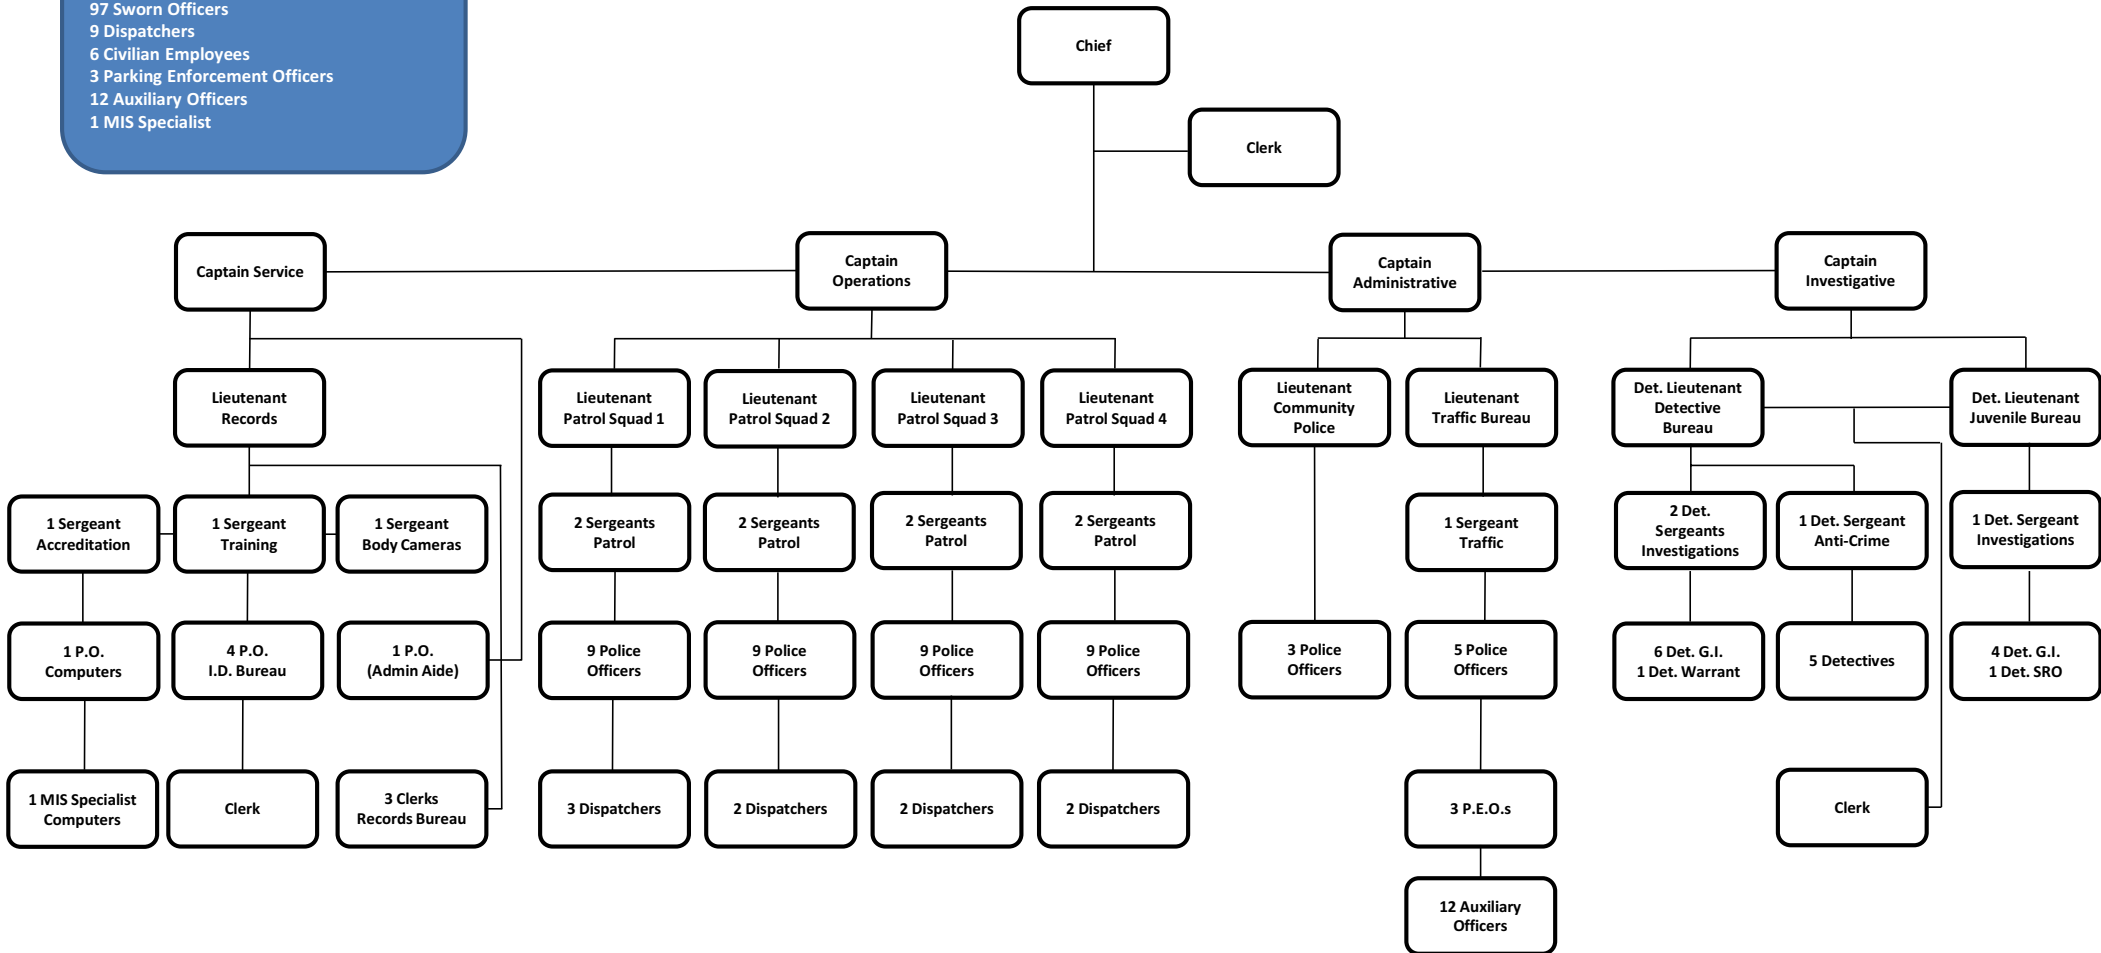 97 Sworn Officers
9 Dispatchers
6 Civilian Employees
3 Parking Enforcement Officers
12 Auxiliary Officers
1 MIS Specialist
Chief
Clerk
Captain Service
Captain
Operations
Captain
Administrative
Captain
Investigative
Lieutenant
Records
Lieutenant
Patrol Squad 1
Lieutenant
Patrol Squad 2
Lieutenant
Patrol Squad 3
Lieutenant
Patrol Squad 4
Lieutenant
Community
Police
Lieutenant
Traffic Bureau
Det. Lieutenant
Detective
Bureau
Det. Lieutenant
Juvenile Bureau
1 Sergeant
Accreditation
1 Sergeant
Training
1 Sergeant
Body Cameras
2 Sergeants
Patrol
2 Sergeants
Patrol
2 Sergeants
Patrol
2 Sergeants
Patrol
1 Sergeant
Traffic
2 Det.
Sergeants
Investigations
1 Det. Sergeant
Anti-Crime
1 Det. Sergeant
Investigations
1 P.O.
Computers
4 P.O.
I.D. Bureau
1 P.O.
(Admin Aide)
9 Police
Officers
9 Police
Officers
9 Police
Officers
9 Police
Officers
3 Police
Officers
5 Police
Officers
6 Det. G.I.
1 Det. Warrant
5 Detectives
4 Det. G.I.
1 Det. SRO
1 MIS Specialist
Computers
Clerk
3 Clerks
Records Bureau
3 Dispatchers
2 Dispatchers
2 Dispatchers
2 Dispatchers
3 P.E.O.s
Clerk
12 Auxiliary
Officers